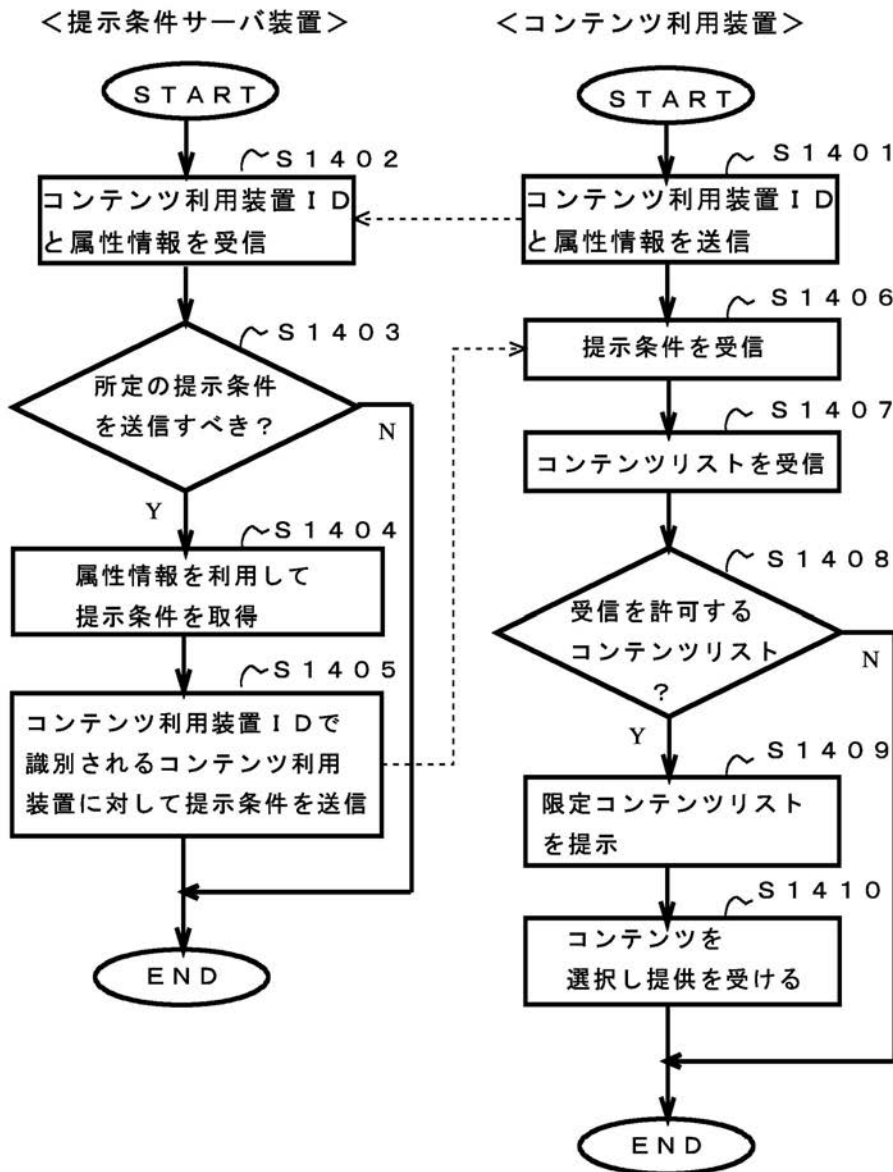 ＜提示条件サーバ装置＞
ＳＴＡＲＴ
Ｓ１４０２
コンテンツ利用装置ＩＤ
と属性情報を受信
Ｓ１４０３
所定の提示条件
を送信すべき？
N
Y
Ｓ１４０４
属性情報を利用して
提示条件を取得
Ｓ１４０５
コンテンツ利用装置ＩＤで
識別されるコンテンツ利用
装置に対して提示条件を送信
ＥＮＤ
＜コンテンツ利用装置＞
ＳＴＡＲＴ
Ｓ１４０１
コンテンツ利用装置ＩＤ
と属性情報を送信
Ｓ１４０６
提示条件を受信
Ｓ１４０７
コンテンツリストを受信
Ｓ１４０８
受信を許可する
コンテンツリスト
？
N
Y
Ｓ１４０９
限定コンテンツリスト
を提示
Ｓ１４１０
コンテンツを
選択し提供を受ける
ＥＮＤ